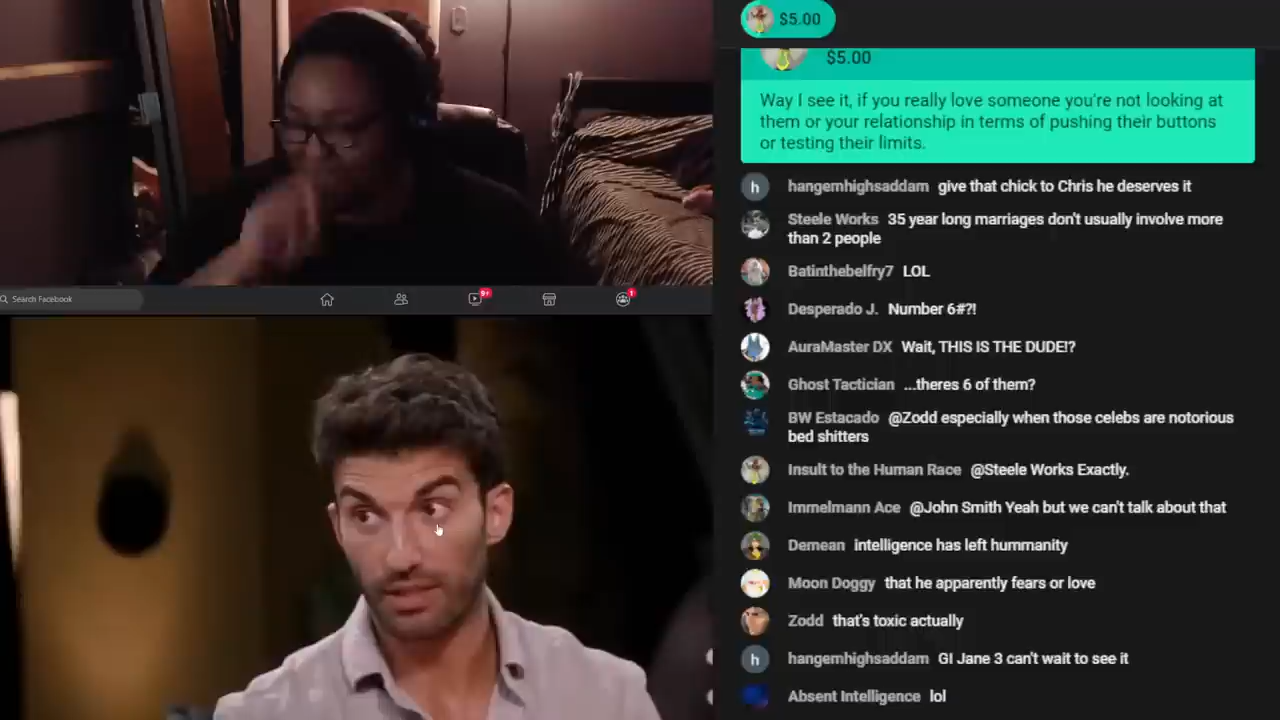 $5.00
$5.00
Way I see it, if you really love someone you're not looking at
them or your relationship in terms of pushing their buttons
or testing their limits.
h hangemhighsaddam give that chick to Chris he deserves it
Steele Works 35 year long marriages don't usually involve more
than 2 people
Batinthebelfry7 LOL
Desperado J. Number 6#?!
AuraMaster DX Wait, THIS IS THE DUDE!?
Ghost Tactician ...theres 6 of them?
BW Estacado @Zodd especially when those celebs are notorious
bed shitters
Insult to the Human Race @Steele Works Exactly.
Immelmann Ace @John Smith Yeah but we can't talk about that
Demean intelligence has left hummanity
Moon Doggy that he apparently fears or love
Zodd that's toxic actually
h hangemhighsaddam GI Jane 3 can't wait to see it
Absent Intelligence lol
Search Facebook
9+
1